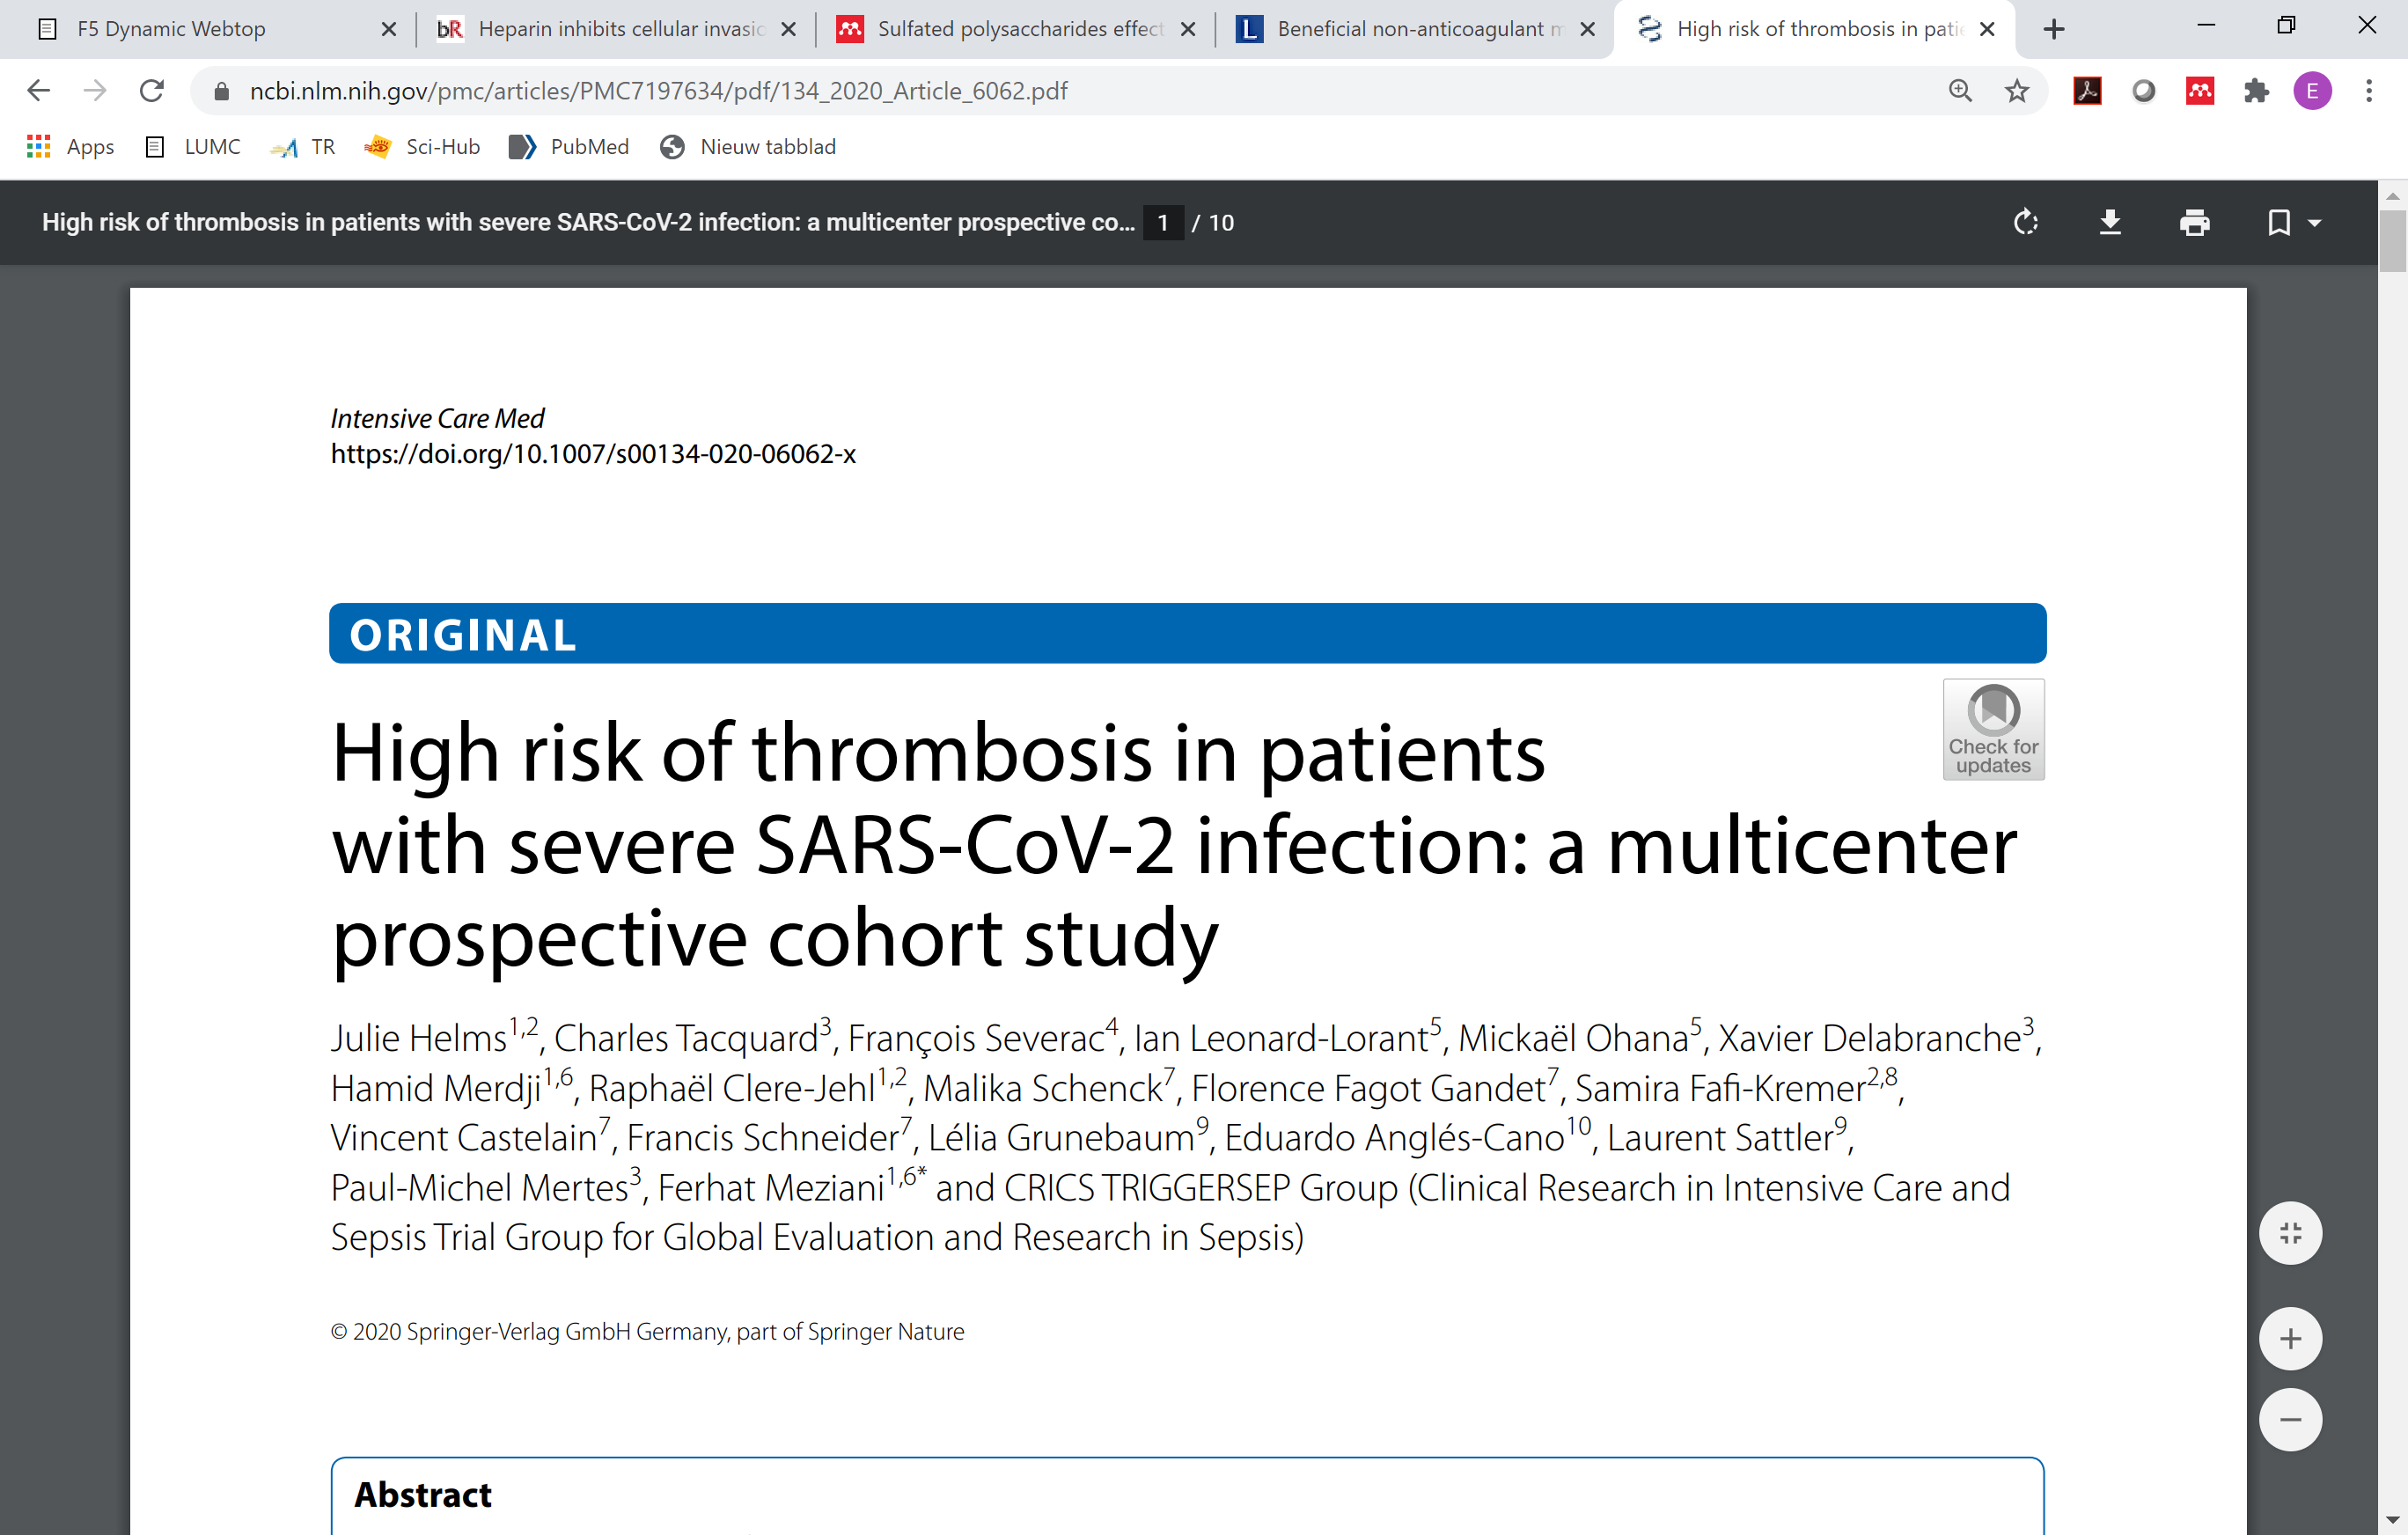 F5 Dynamic Webtop
bR Heparin inhibits cellular invasic
Sulfated polysaccharides effect
L Beneficial non-anticoagulant m
High risk of thrombosis in patie
ncbi.nlm.nih.gov/pmc/articles/PMC7197634/pdf/134_2020_Article_6062.pdf
E
Apps LUMC TR Sci-Hub PubMed Nieuw tabblad
High risk of thrombosis in patients with severe SARS-CoV-2 infection: a multicenter prospective co... 1 / 10
Intensive Care Med
https://doi.org/10.1007/s00134-020-06062-x
ORIGINAL
Check for
updates
High risk of thrombosis in patients
with severe SARS-CoV-2 infection: a multicenter
prospective cohort study
Julie Helms1,2, Charles Tacquard3, François Severac4, Ian Leonard-Lorant5, Mickaël Ohana5, Xavier Delabranche3,
Hamid Merdji1,6, Raphaël Clere-Jehl1,2, Malika Schenck7, Florence Fagot Gandet7, Samira Fafi-Kremer2,8,
Vincent Castelain7, Francis Schneider7, Lélia Grunebaum9, Eduardo Anglés-Cano10, Laurent Sattler9,
Paul-Michel Mertes3, Ferhat Meziani1,6* and CRICS TRIGGERSEP Group (Clinical Research in Intensive Care and
Sepsis Trial Group for Global Evaluation and Research in Sepsis)
© 2020 Springer-Verlag GmbH Germany, part of Springer Nature
Abstract